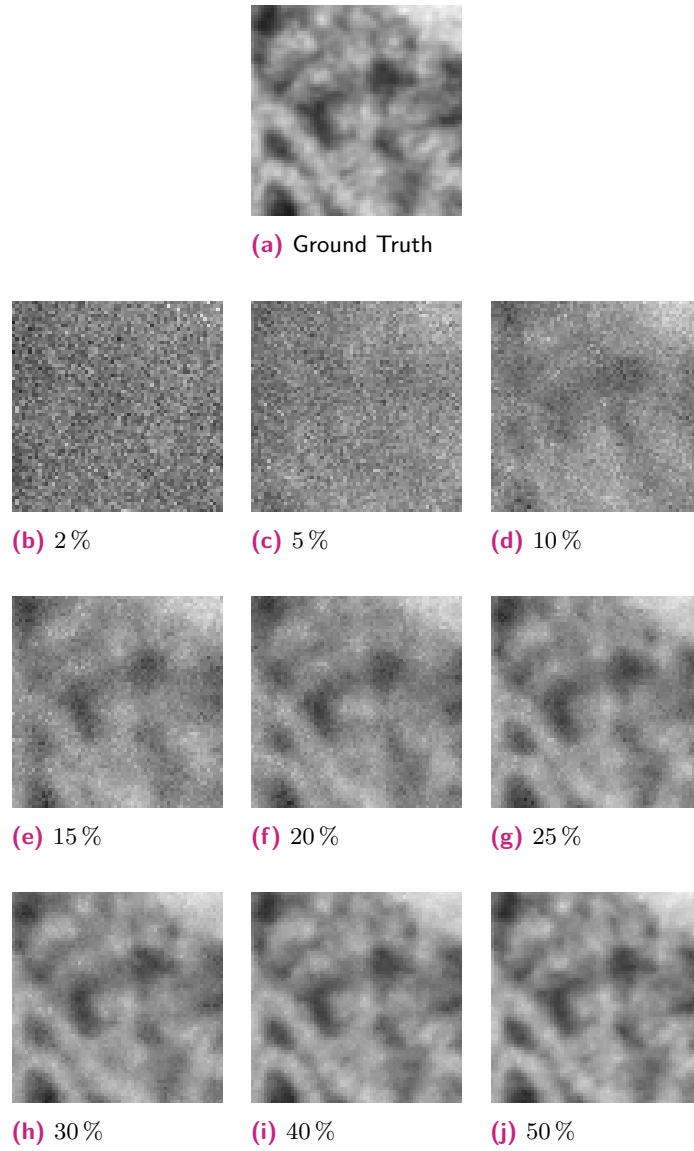 (a) Ground Truth
(b) 2 % (c) 5 % (d) 10 %
(e) 15 % (f) 20 % (g) 25 %
(h) 30 % (i) 40 % (j) 50 %